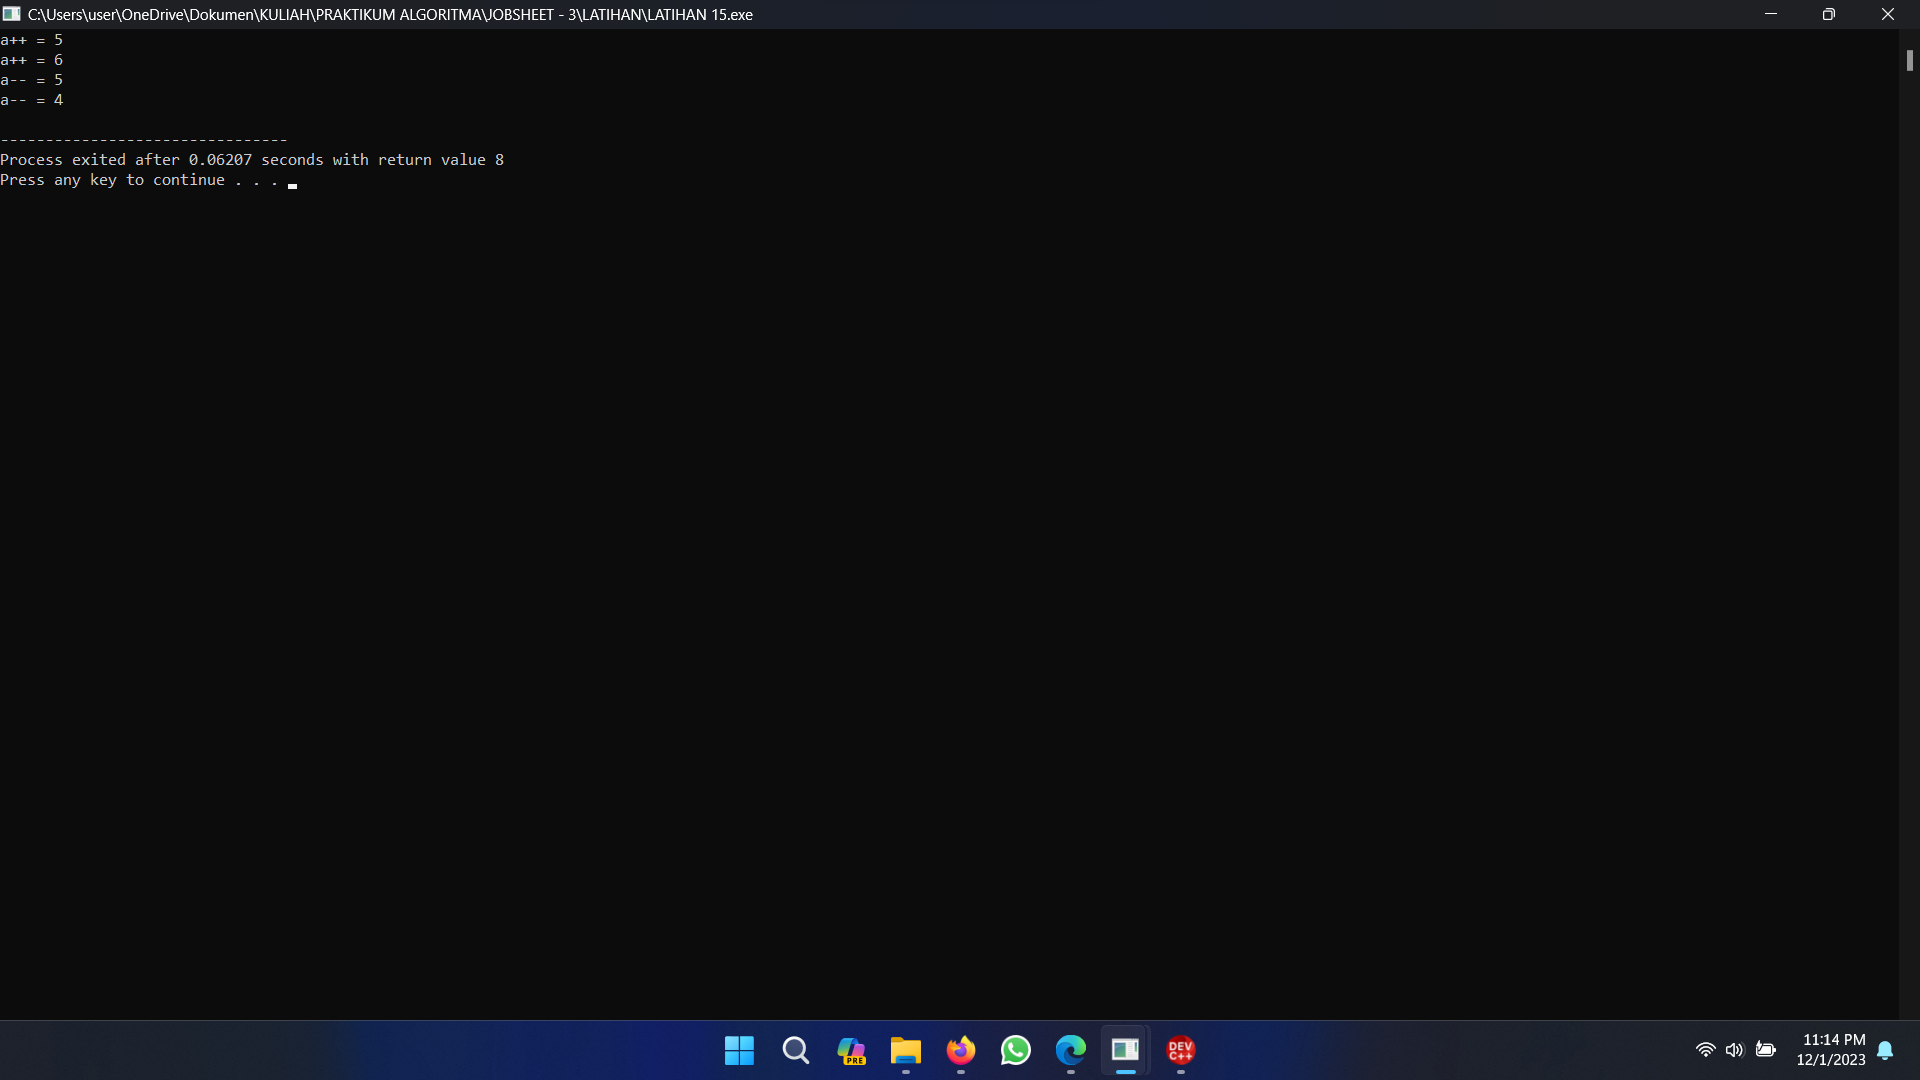 C:\Users\user\OneDrive\Dokumen\KULIAH\PRAKTIKUM ALGORITMA\JOBSHEET - 3\LATIHAN\LATIHAN 15.exe
a++ = 5
a++ = 6
a-- = 5
a-- = 4
--------------------------------
Process exited after 0.06207 seconds with return value 8
Press any key to continue . . .
PRE
DEV
C++
11:14 PM
12/1/2023